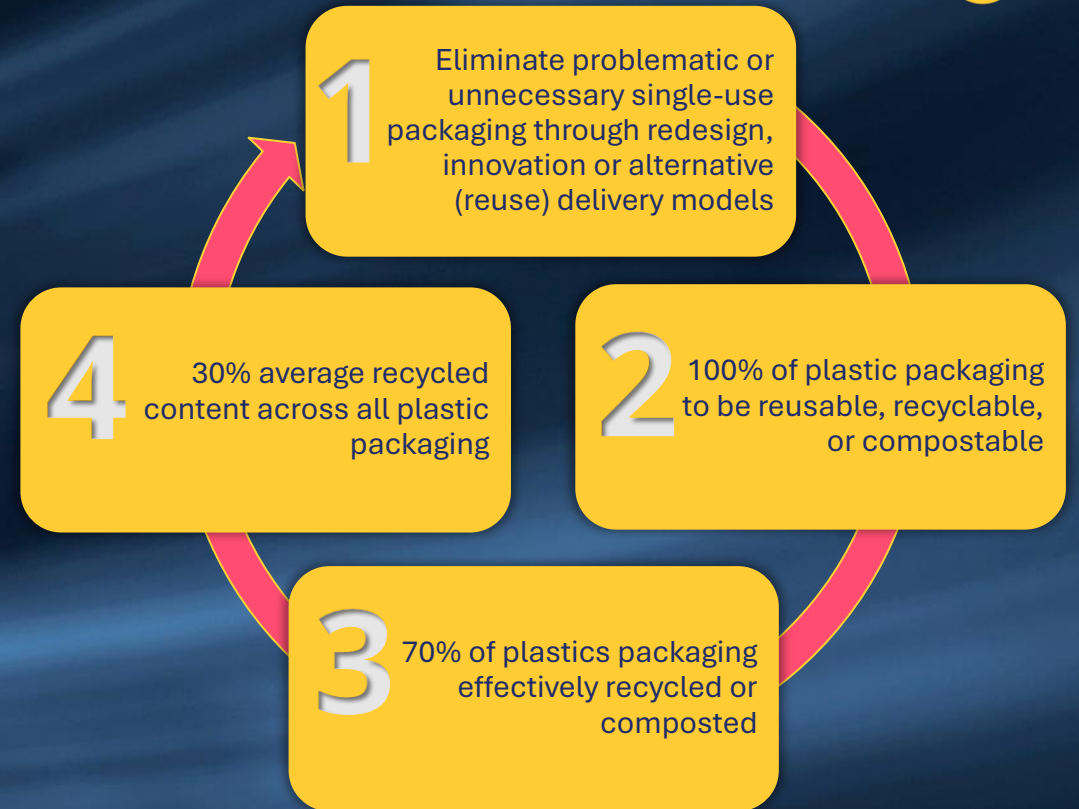 1
Eliminate problematic or
unnecessary single-use
packaging through redesign,
innovation or alternative
(reuse) delivery models
2
100% of plastic packaging
to be reusable, recyclable,
or compostable
3
70% of plastics packaging
effectively recycled or
composted
4
30% average recycled
content across all plastic
packaging